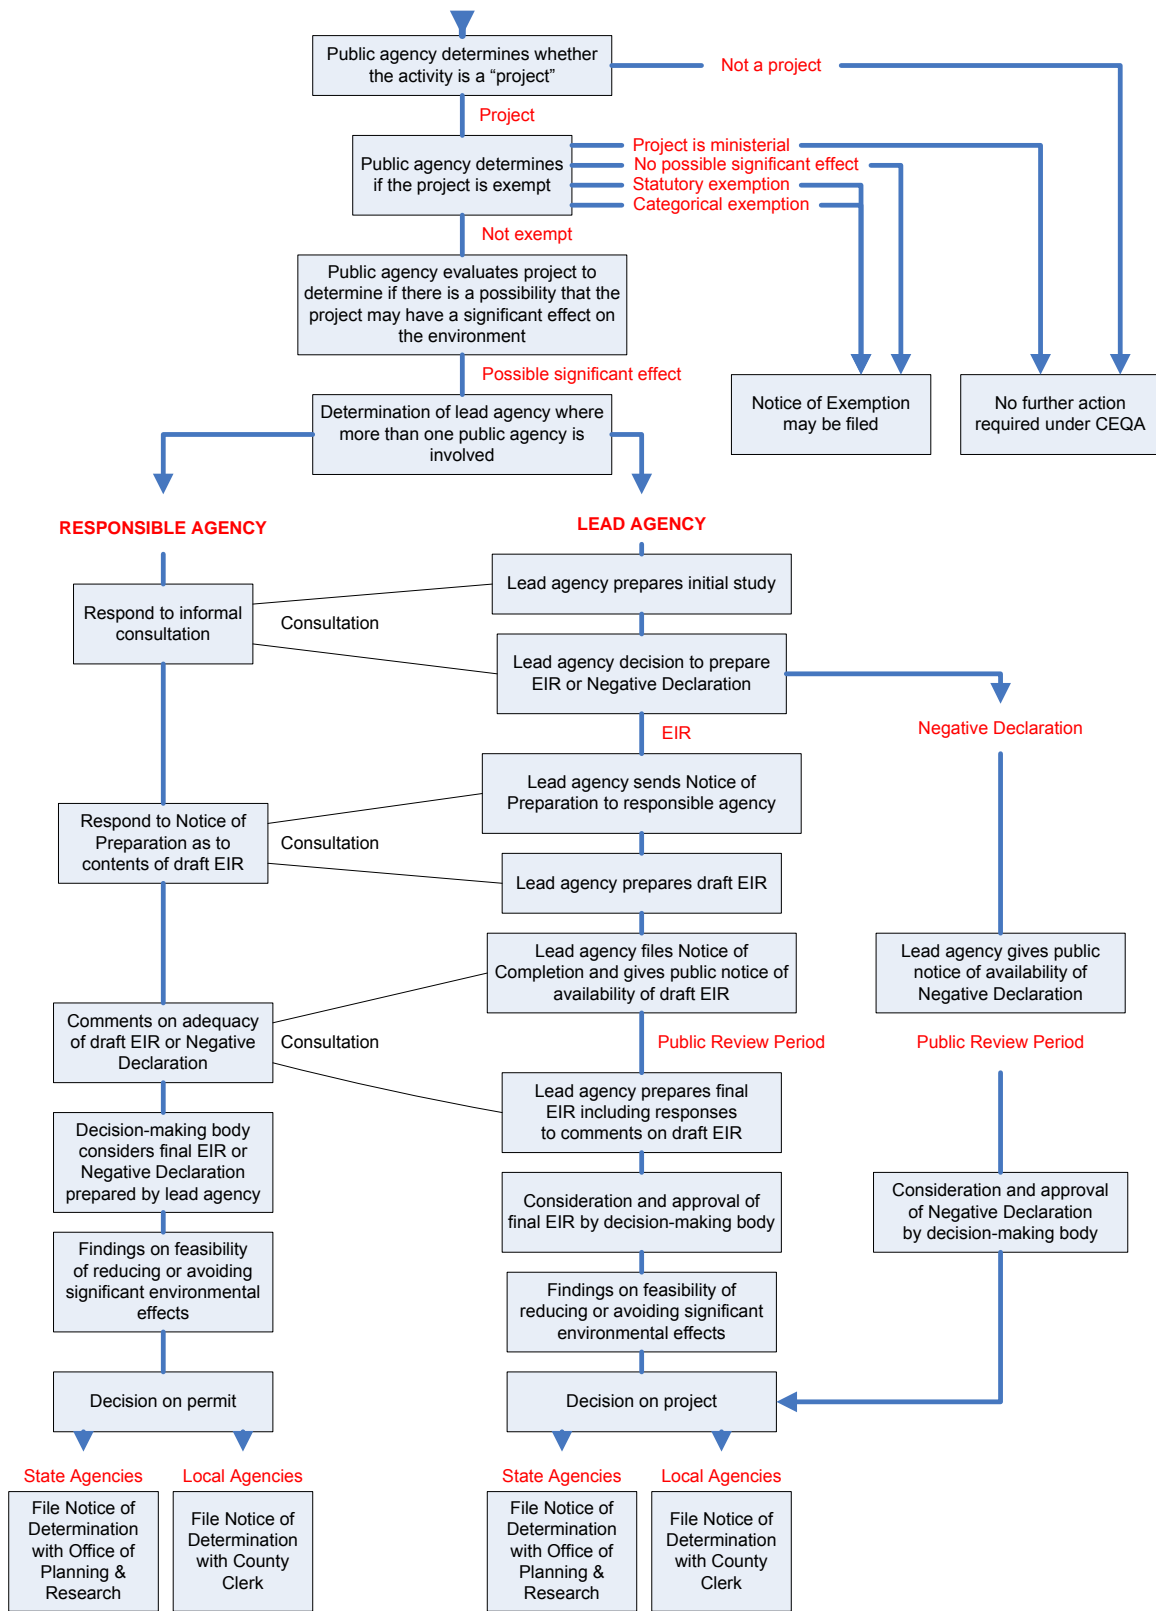 Public agency determines whether
the activity is a “project”
Not a project
Project
Public agency determines
if the project is exempt
Project is ministerial
No possible significant effect
Statutory exemption
Categorical exemption
Not exempt
Public agency evaluates project to
determine if there is a possibility that the
project may have a significant effect on
the environment
Possible significant effect
Notice of Exemption
may be filed
No further action
required under CEQA
Determination of lead agency where
more than one public agency is
involved
RESPONSIBLE AGENCY
LEAD AGENCY
Lead agency prepares initial study
Respond to informal
consultation
Consultation
Lead agency decision to prepare
EIR or Negative Declaration
EIR
Negative Declaration
Lead agency sends Notice of
Preparation to responsible agency
Respond to Notice of
Preparation as to
contents of draft EIR
Consultation
Lead agency prepares draft EIR
Lead agency files Notice of
Completion and gives public notice of
availability of draft EIR
Lead agency gives public
notice of availability of
Negative Declaration
Comments on adequacy
of draft EIR or Negative
Declaration
Consultation
Public Review Period
Public Review Period
Lead agency prepares final
EIR including responses
to comments on draft EIR
Decision-making body
considers final EIR or
Negative Declaration
prepared by lead agency
Consideration and approval of
final EIR by decision-making body
Consideration and approval
of Negative Declaration
by decision-making body
Findings on feasibility
of reducing or avoiding
significant environmental
effects
Findings on feasibility of
reducing or avoiding significant
environmental effects
Decision on permit
Decision on project
State Agencies
Local Agencies
State Agencies
Local Agencies
File Notice of
Determination
with Office of
Planning &
Research
File Notice of
Determination
with County
Clerk
File Notice of
Determination
with Office of
Planning &
Research
File Notice of
Determination
with County
Clerk